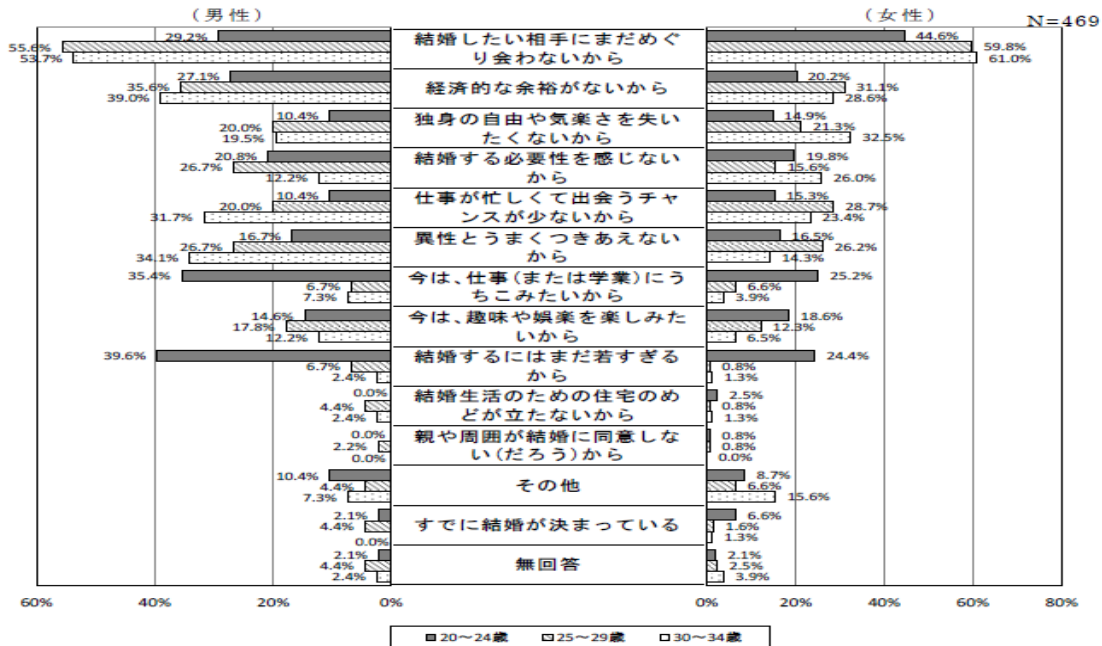 (男性)
(女性)
N=469
29.2%
55.6%
53.7%
結婚したい相手にまだめぐ
り会わないから
44.6%
59.8%
61.0%
27.1%
35.6%
39.0%
経済的な余裕がないから
20.2%
31.1%
28.6%
10.4%
20.0%
19.5%
独身の自由や気楽さを失い
たくないから
14.9%
21.3%
32.5%
20.8%
26.7%
12.2%
結婚する必要性を感じない
から
19.8%
15.6%
26.0%
10.4%
20.0%
31.7%
仕事が忙しくて出会うチャ
ンスが少ないから
15.3%
28.7%
23.4%
16.7%
26.7%
34.1%
異性とうまくつきあえない
から
16.5%
26.2%
14.3%
35.4%
6.7%
7.3%
今は、仕事(または学業)にう
ちこみたいから
25.2%
6.6%
3.9%
14.6%
17.8%
12.2%
今は、趣味や娯楽を楽しみた
いから
18.6%
12.3%
6.5%
39.6%
6.7%
2.4%
結婚するにはまだ若すぎる
から
24.4%
0.8%
1.3%
0.0%
4.4%
2.4%
結婚生活のための住宅のめ
どが立たないから
2.5%
0.8%
1.3%
0.0%
2.2%
0.0%
親や周囲が結婚に同意しな
い(だろう)から
0.8%
0.8%
0.0%
10.4%
4.4%
7.3%
その他
8.7%
6.6%
15.6%
2.1%
4.4%
0.0%
すでに結婚が決まっている
6.6%
1.6%
1.3%
2.1%
4.4%
2.4%
無回答
2.1%
2.5%
3.9%
60% 40% 20% 0% 0% 20% 40% 60% 80%
20〜24歳 25〜29歳 30〜34歳